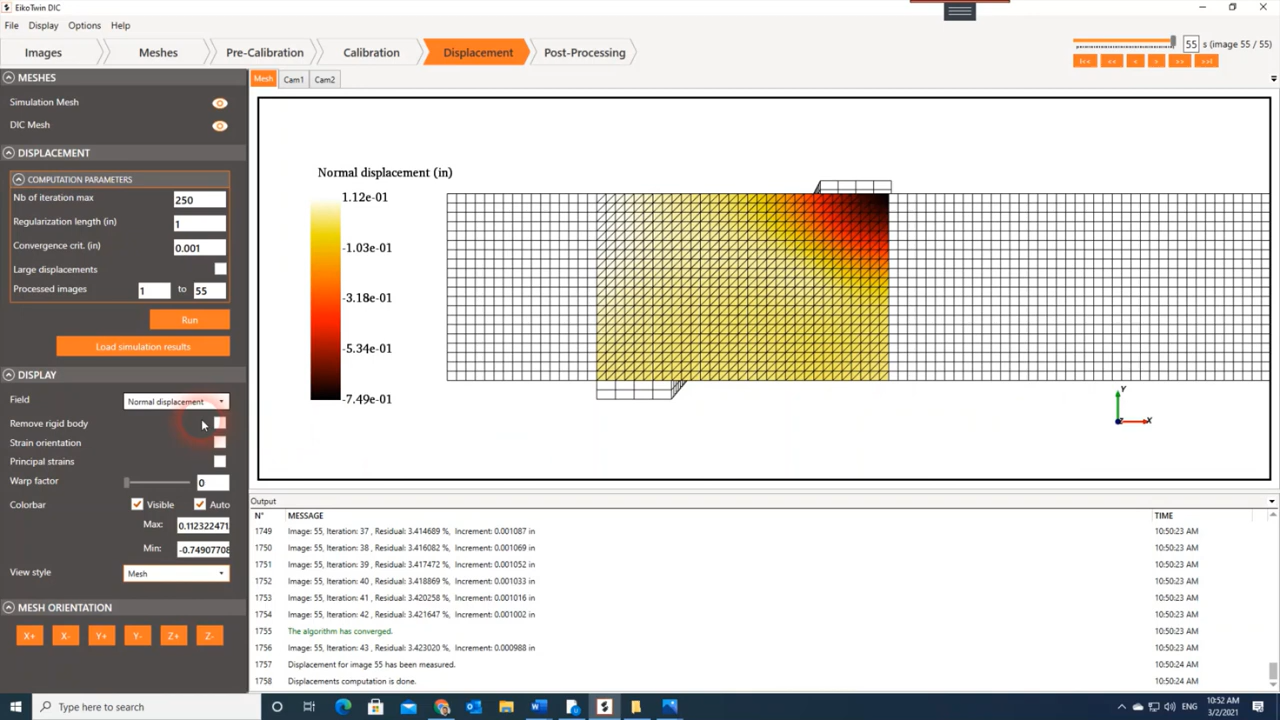 EikoTwin DIC
File Display Options Help
Images Meshes Pre-Calibration Calibration Displacement Post-Processing
55 s (image 55 / 55)
|<< << < > >> >>|
MESHES
Simulation Mesh
DIC Mesh
DISPLACEMENT
COMPUTATION PARAMETERS
Nb of iteration max 250
Regularization length (in) 1
Convergence crit. (in) 0.001
Large displacements
Processed images 1 to 55
Run
Load simulation results
DISPLAY
Field Normal displacement
Remove rigid body
Strain orientation
Principal strains
Warp factor 0
Colorbar Visible Auto
Max: 0.112322471
Min: -0.74907708
View style Mesh
MESH ORIENTATION
X+ X- Y+ Y- Z+ Z-
Mesh Cam1 Cam2
Normal displacement (in)
1.12e-01
-1.03e-01
-3.18e-01
-5.34e-01
-7.49e-01
Y
Z X
Output
N° MESSAGE TIME
1749 Image: 55, Iteration: 37 , Residual: 3.414689 %, Increment: 0.001087 in 10:50:23 AM
1750 Image: 55, Iteration: 38 , Residual: 3.416082 %, Increment: 0.001069 in 10:50:23 AM
1751 Image: 55, Iteration: 39 , Residual: 3.417472 %, Increment: 0.001052 in 10:50:23 AM
1752 Image: 55, Iteration: 40 , Residual: 3.418869 %, Increment: 0.001033 in 10:50:23 AM
1753 Image: 55, Iteration: 41 , Residual: 3.420258 %, Increment: 0.001016 in 10:50:23 AM
1754 Image: 55, Iteration: 42 , Residual: 3.421647 %, Increment: 0.001002 in 10:50:23 AM
1755 The algorithm has converged. 10:50:23 AM
1756 Image: 55, Iteration: 43 , Residual: 3.423020 %, Increment: 0.000988 in 10:50:23 AM
1757 Displacement for image 55 has been measured. 10:50:24 AM
1758 Displacements computation is done. 10:50:24 AM
Type here to search
ENG
10:52 AM
3/2/2021